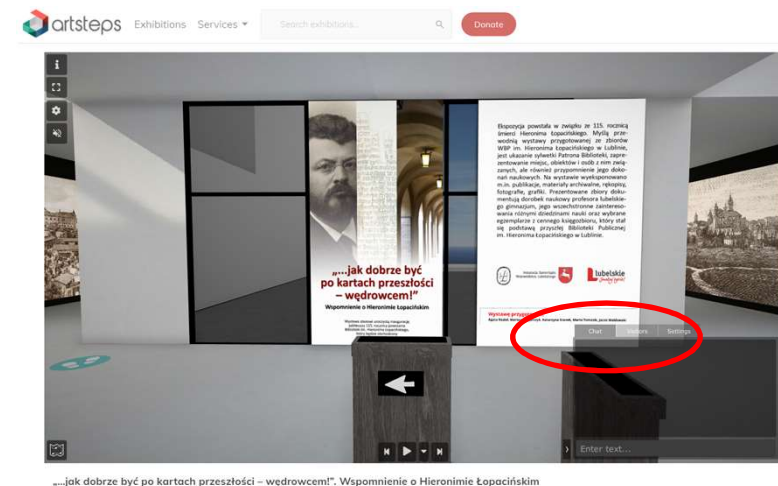 artsteps
Exhibitions
Services
Search exhibitions...
Donate
Ekspozycja powstała w związku ze 115. rocznicą
śmierci Hieronima Łopacińskiego. Myślą prze-
wodnią wystawy przygotowanej ze zbiorów
WBP im. Hieronima Łopacińskiego w Lublinie,
jest ukazanie sylwetki Patrona Biblioteki, zapre-
zentowanie miejsc, obiektów i osób z nim zwią-
zanych, ale również przypomnienie jego doko-
nań naukowych. Na wystawie wyeksponowano
m.in. publikacje, materiały archiwalne, rękopisy,
fotografie, grafiki. Prezentowane zbiory doku-
mentują dorobek naukowy profesora lubelskie-
go gimnazjum, jego wszechstronne zaintereso-
wania różnymi dziedzinami nauki oraz wybrane
egzemplarze z cennego księgozbioru, który stał
się podstawą przyszłej Biblioteki Publicznej
im. Hieronima Łopacińskiego w Lublinie.
lubelskie
„...jak dobrze być
po kartach przeszłości
– wędrowcem!”
Wspomnienie o Hieronimie Łopacińskim
Chat
Visitors
Settings
Enter text...
„...jak dobrze być po kartach przeszłości – wędrowcem!”. Wspomnienie o Hieronimie Łopacińskim